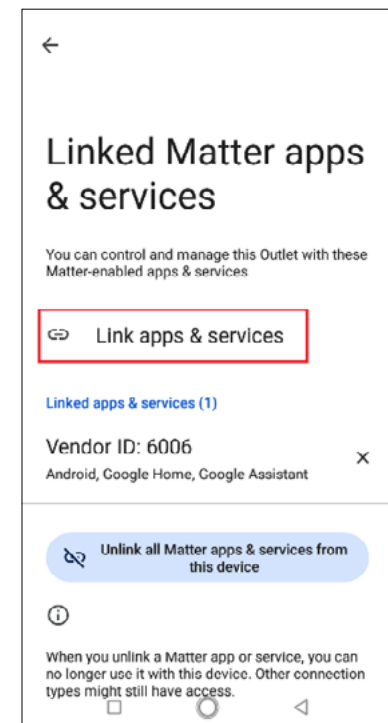 Linked Matter apps
& services
You can control and manage this Outlet with these
Matter-enabled apps & services
Link apps & services
Linked apps & services (1)
Vendor ID: 6006
Android, Google Home, Google Assistant
Unlink all Matter apps & services from
this device
When you unlink a Matter app or service, you can
no longer use it with this device. Other connection
types might still have access.